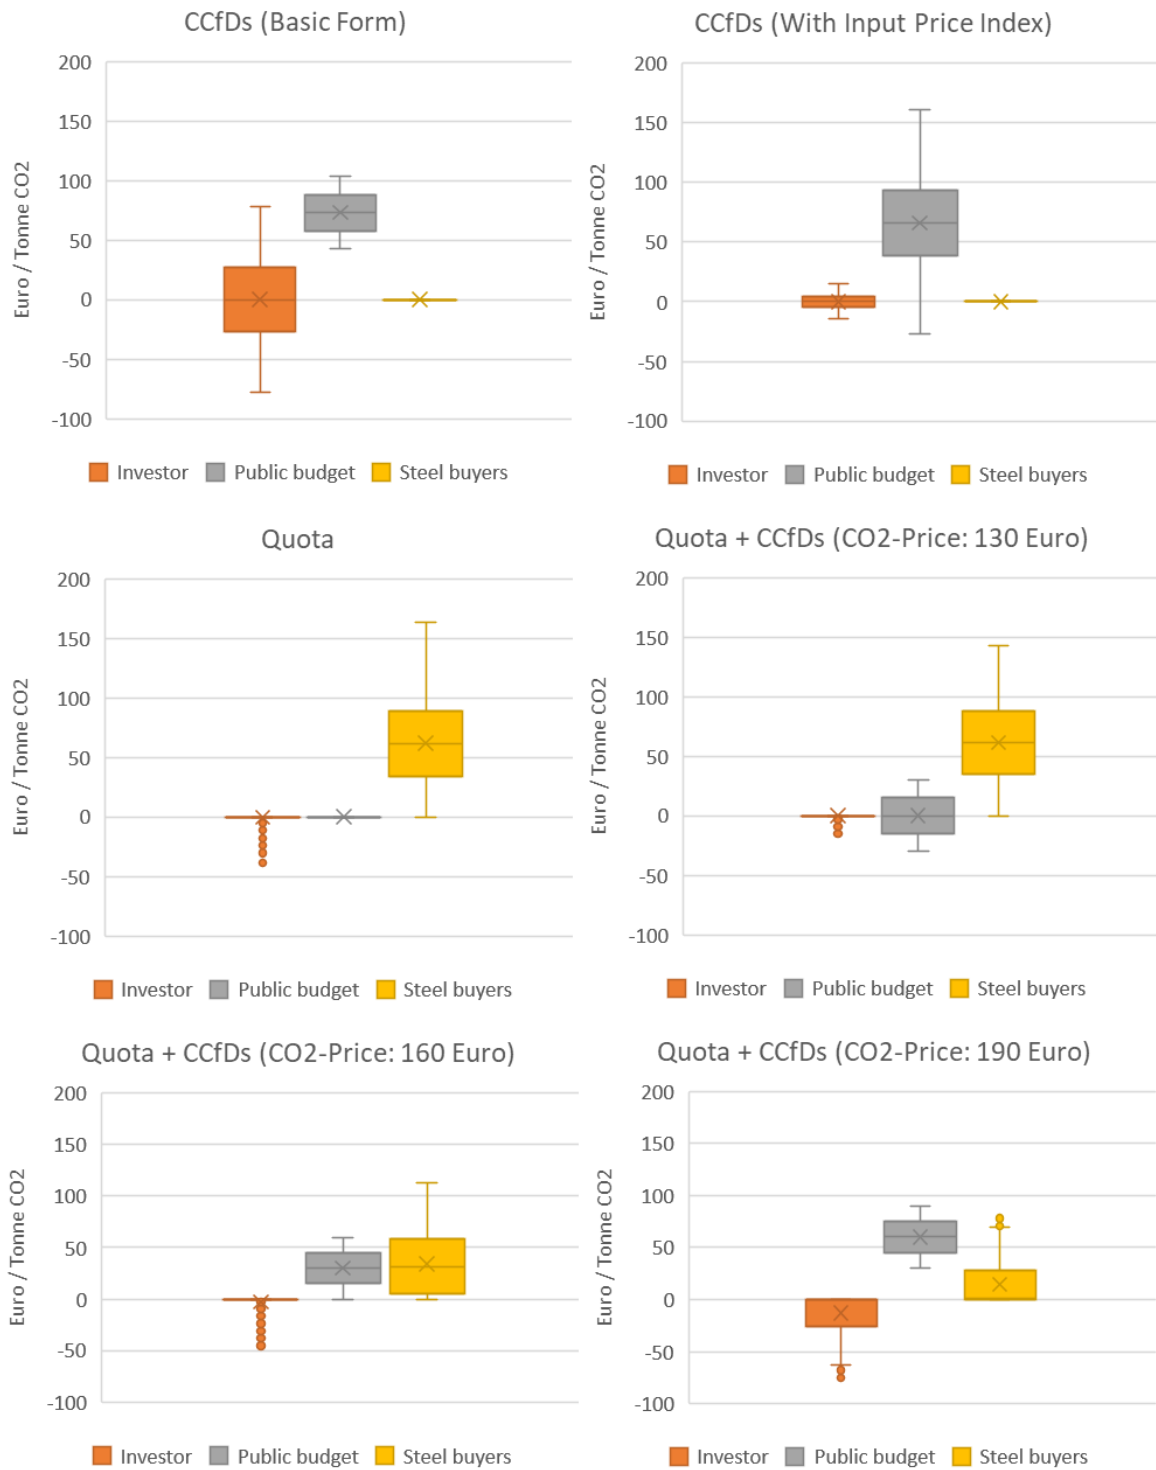 CCfDs (Basic Form)
200
150
100
50
0
-50
-100
Euro / Tonne CO2
Investor Public budget Steel buyers
CCfDs (With Input Price Index)
200
150
100
50
0
-50
-100
Euro / Tonne CO2
Investor Public budget Steel buyers
Quota
200
150
100
50
0
-50
-100
Euro / Tonne CO2
Investor Public budget Steel buyers
Quota + CCfDs (CO2-Price: 130 Euro)
200
150
100
50
0
-50
-100
Euro / Tonne CO2
Investor Public budget Steel buyers
Quota + CCfDs (CO2-Price: 160 Euro)
200
150
100
50
0
-50
-100
Euro / Tonne CO2
Investor Public budget Steel buyers
Quota + CCfDs (CO2-Price: 190 Euro)
200
150
100
50
0
-50
-100
Euro / Tonne CO2
Investor Public budget Steel buyers